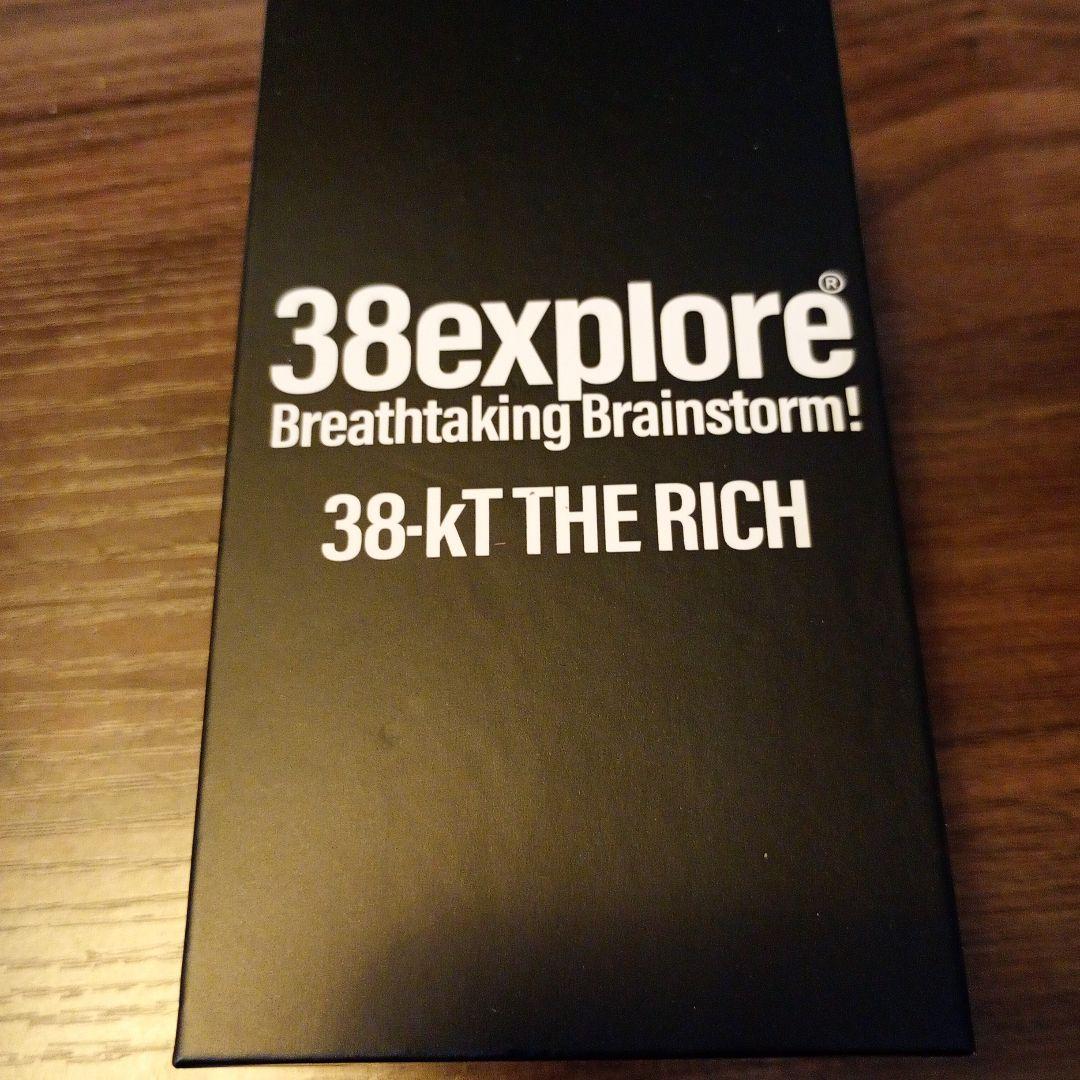 38explore®
Breathtaking Brainstorm!
38-kT THE RICH